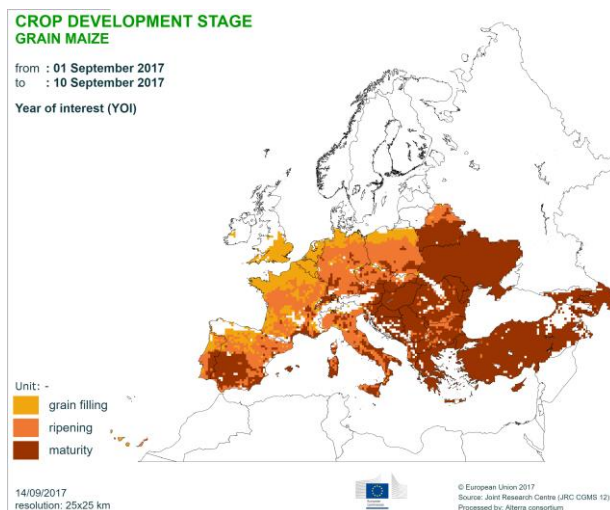 CROP DEVELOPMENT STAGE
GRAIN MAIZE
from : 01 September 2017
to : 10 September 2017
Year of interest (YOI)
Unit: -
grain filling
ripening
maturity
14/09/2017
resolution: 25x25 km
© European Union 2017
Source: Joint Research Centre (JRC CGMS 12)
Processed by: Alterra consortium